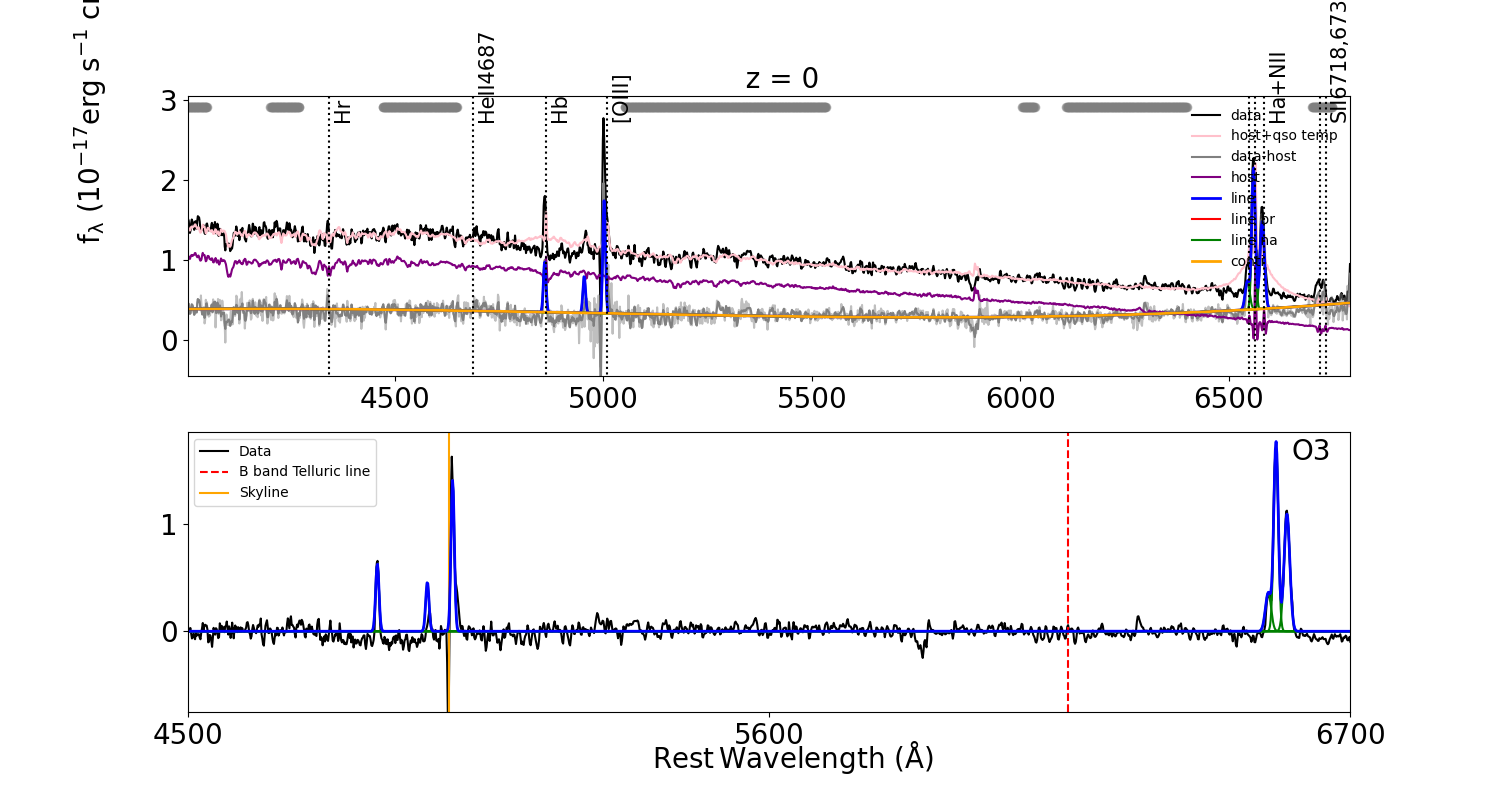 z = 0
f_λ (10^−17 erg s^−1
3
2
1
0
Hr
HeII4687
Hb
[OIII]
Ha+NII
SII6718,673
data
host+qso temp
data-host
host
line
line br
line na
conti
4500 5000 5500 6000 6500
O3
Data
B band Telluric line
Skyline
1
0
4500 5600 6700
Rest Wavelength (Å)